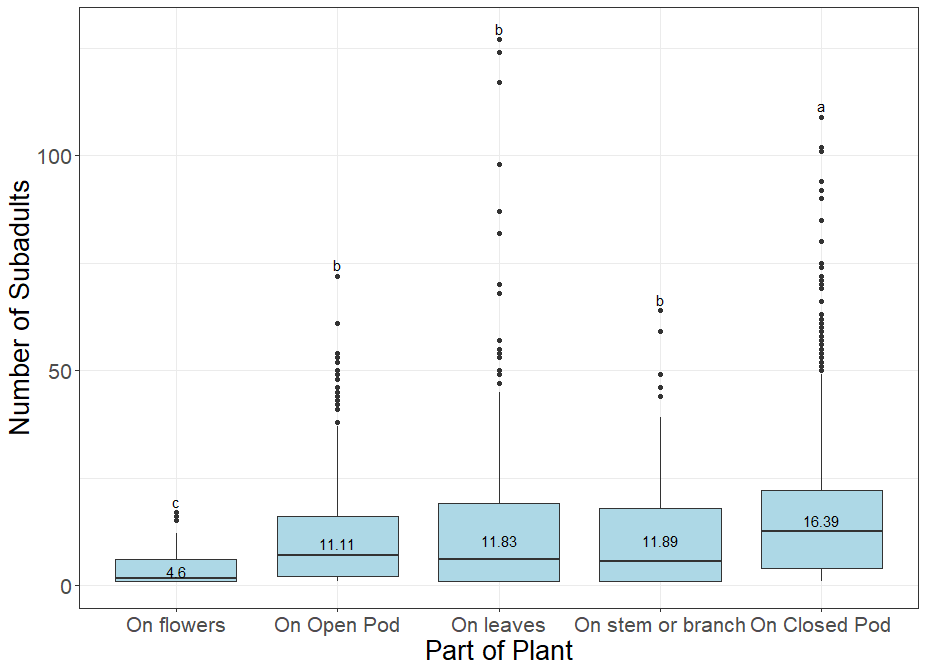 Number of Subadults
100
50
0
c
b
b
b
a
4.6
11.11
11.83
11.89
16.39
On flowers
On Open Pod
On leaves
On stem or branch
On Closed Pod
Part of Plant